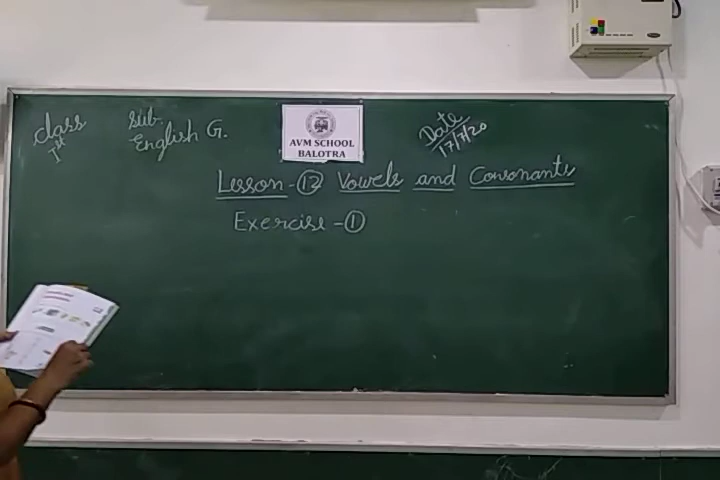 class
1st
Sub-
English G.
AVM SCHOOL
BALOTRA
Date
17/7/20
Lesson-12 Vowels and Consonants
Exercise-1